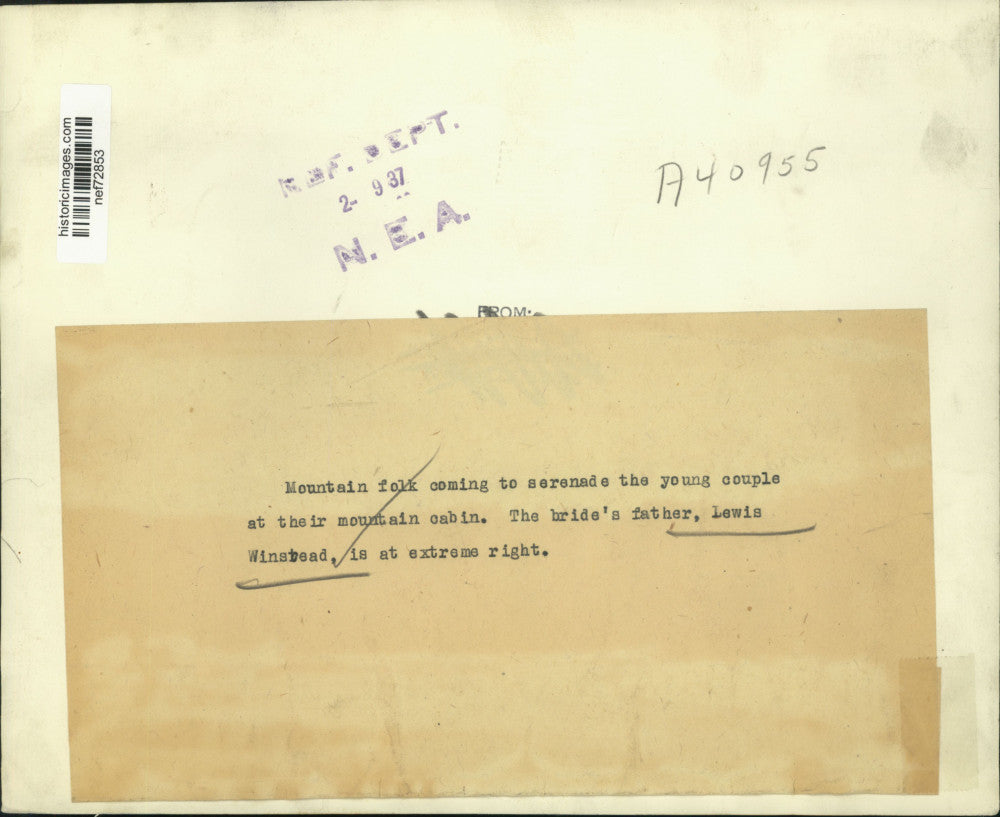 historicimages.com
nef72853
REF. DEPT.
2- 9 37
N. E. A.
A40955
FROM:
Mountain folk coming to serenade the young couple
at their mountain cabin. The bride's father, Lewis
Winstead, is at extreme right.